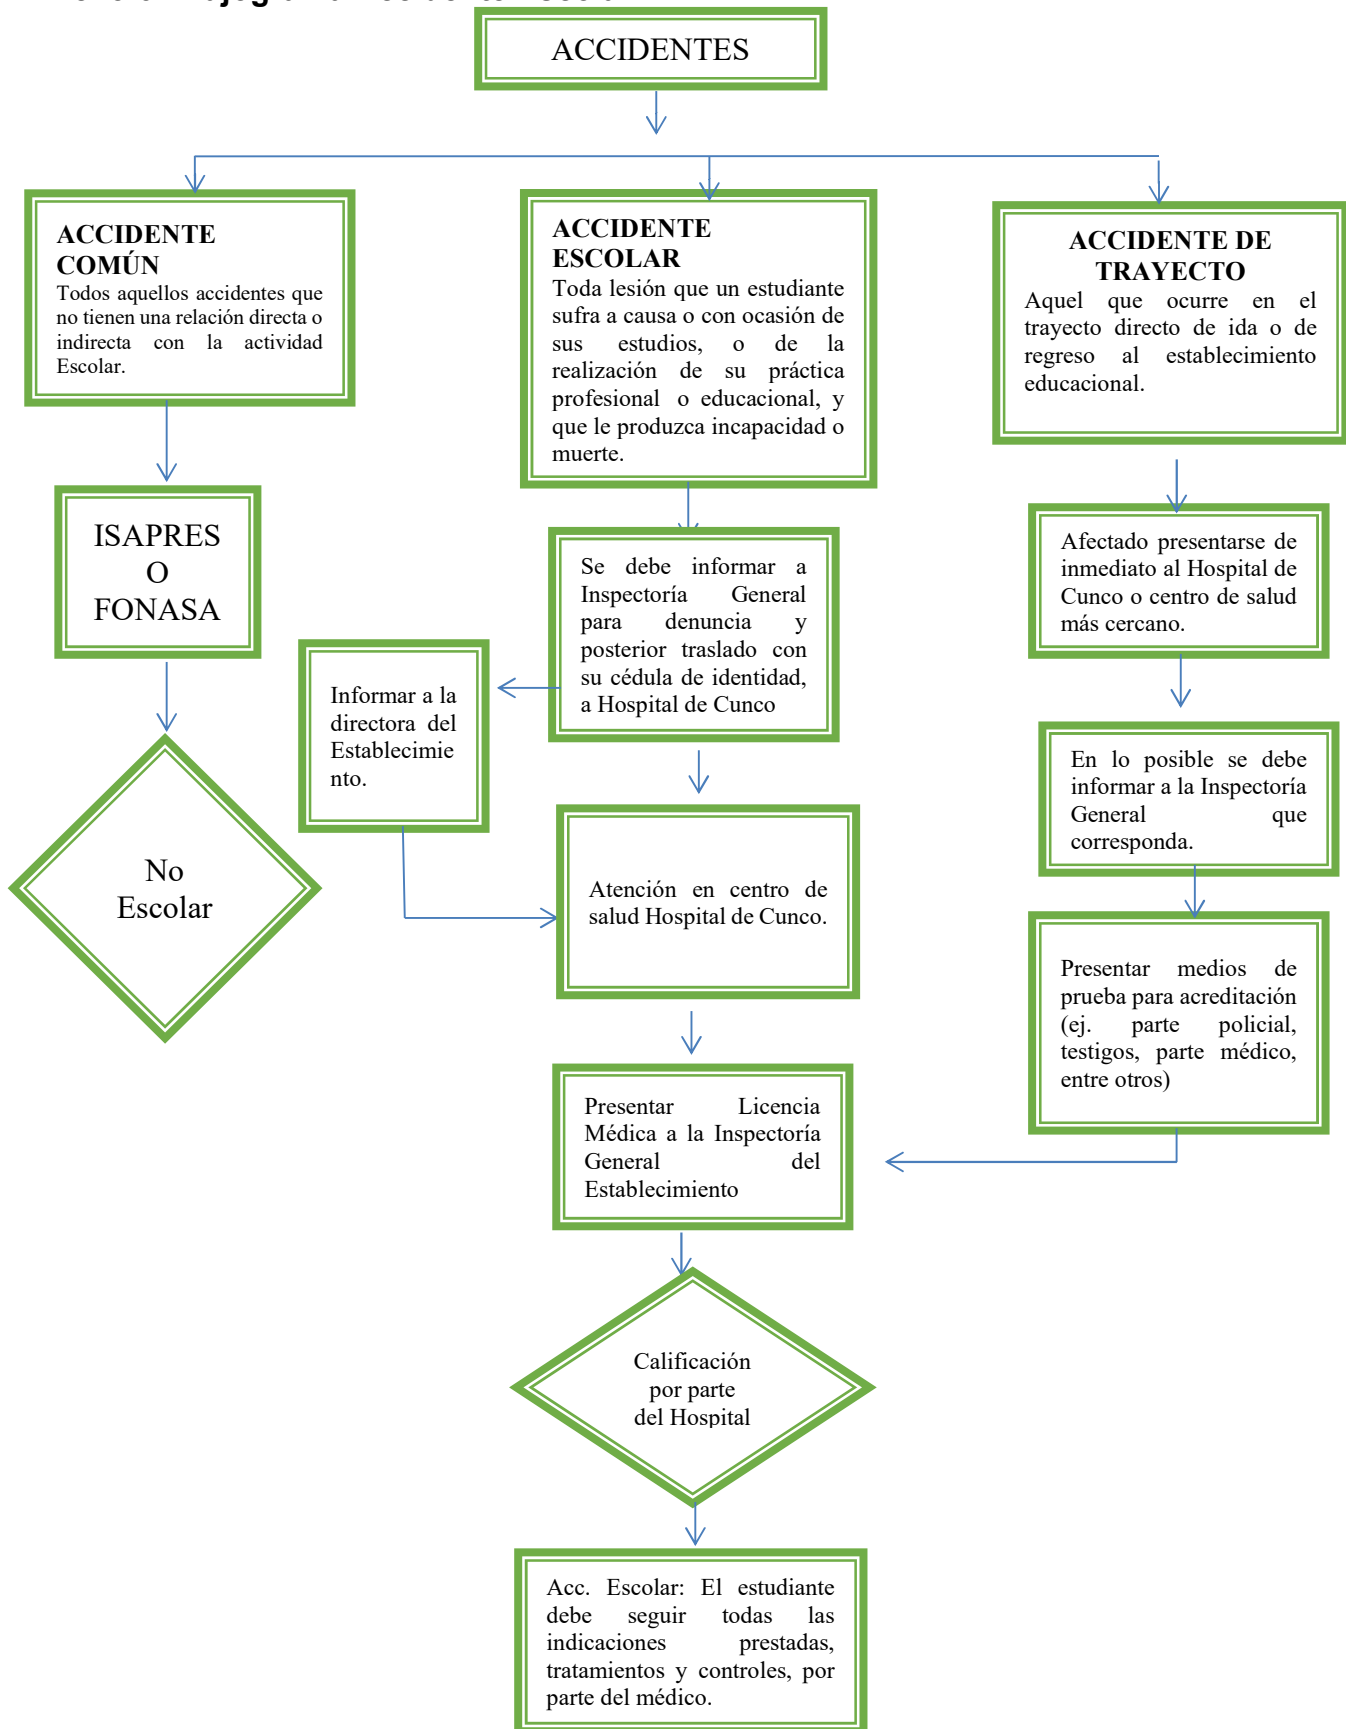 ACCIDENTES
ACCIDENTE
COMÚN
Todos aquellos accidentes que
no tienen una relación directa o
indirecta con la actividad
Escolar.
ISAPRES
O
FONASA
No
Escolar
ACCIDENTE
ESCOLAR
Toda lesión que un estudiante
sufra a causa o con ocasión de
sus estudios, o de la
realización de su práctica
profesional o educacional, y
que le produzca incapacidad o
muerte.
Se debe informar a
Inspectoría General
para denuncia y
posterior traslado con
su cédula de identidad,
a Hospital de Cunco
Informar a la
directora del
Establecimie
nto.
Atención en centro de
salud Hospital de Cunco.
Presentar Licencia
Médica a la Inspectoría
General del
Establecimiento
Calificación
por parte
del Hospital
Acc. Escolar: El estudiante
debe seguir todas las
indicaciones prestadas,
tratamientos y controles, por
parte del médico.
ACCIDENTE DE
TRAYECTO
Aquel que ocurre en el
trayecto directo de ida o de
regreso al establecimiento
educacional.
Afectado presentarse de
inmediato al Hospital de
Cunco o centro de salud
más cercano.
En lo posible se debe
informar a la Inspectoría
General que
corresponda.
Presentar medios de
prueba para acreditación
(ej. parte policial,
testigos, parte médico,
entre otros)